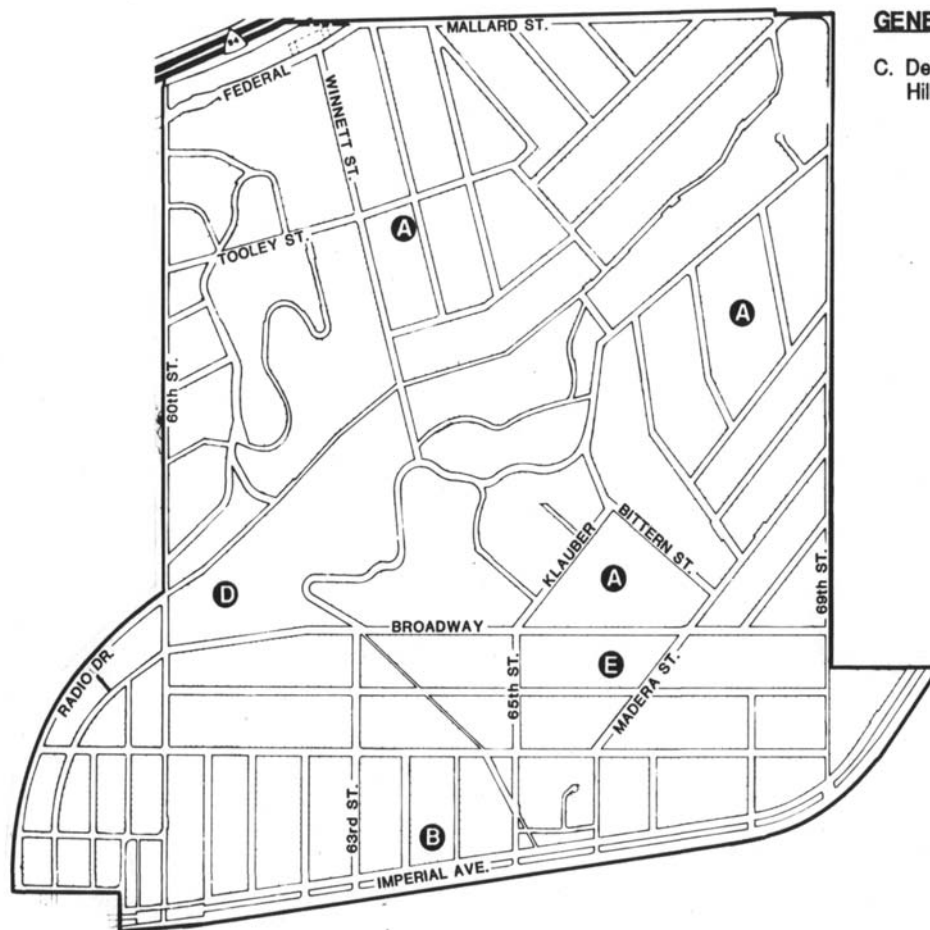 MALLARD ST.
GENE
94
C. De
Hil
FEDERAL
WINNETT ST.
A
TOOLEY ST.
A
60th ST.
KLAUBER
BITTERN ST.
A
D
69th ST.
BROADWAY
RADIO DR.
65th ST.
E
MADERA ST.
63rd ST.
B
IMPERIAL AVE.